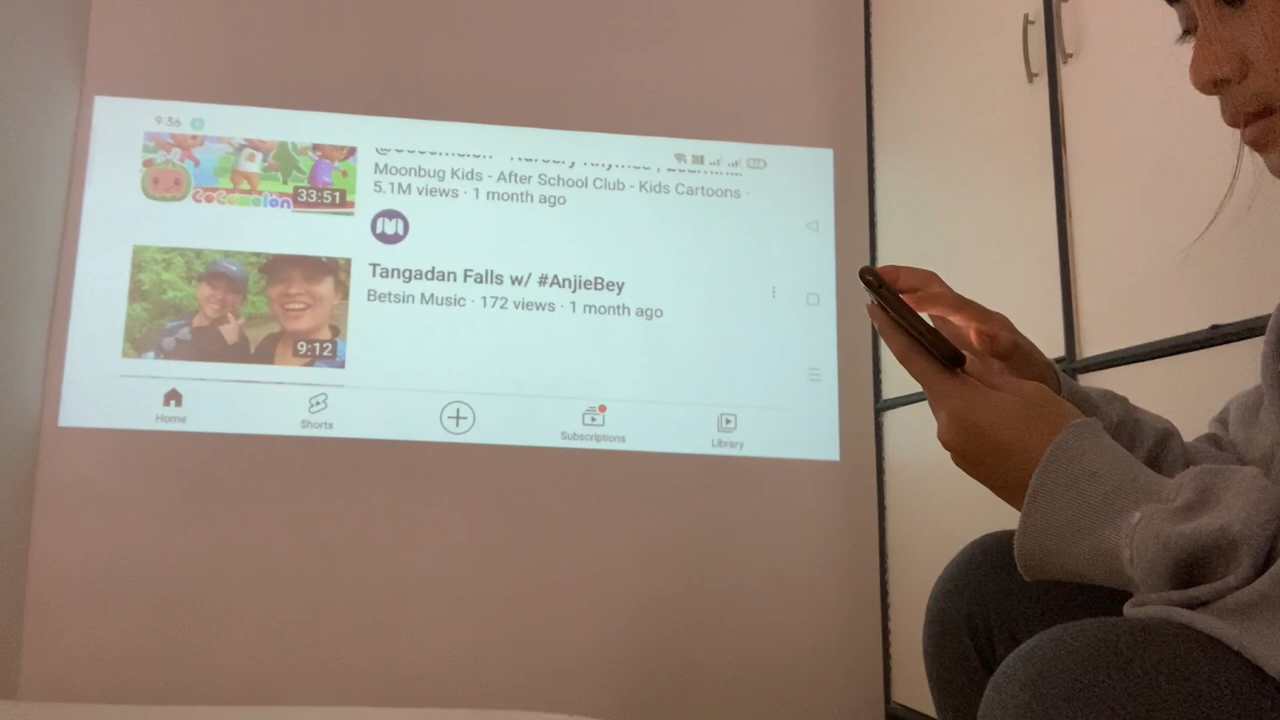 9:36
Moonbug Kids - After School Club - Kids Cartoons ·
5.1M views · 1 month ago
cocomelon
33:51
Tangadan Falls w/ #AnjieBey
Betsin Music · 172 views · 1 month ago
9:12
Home
Shorts
Subscriptions
Library